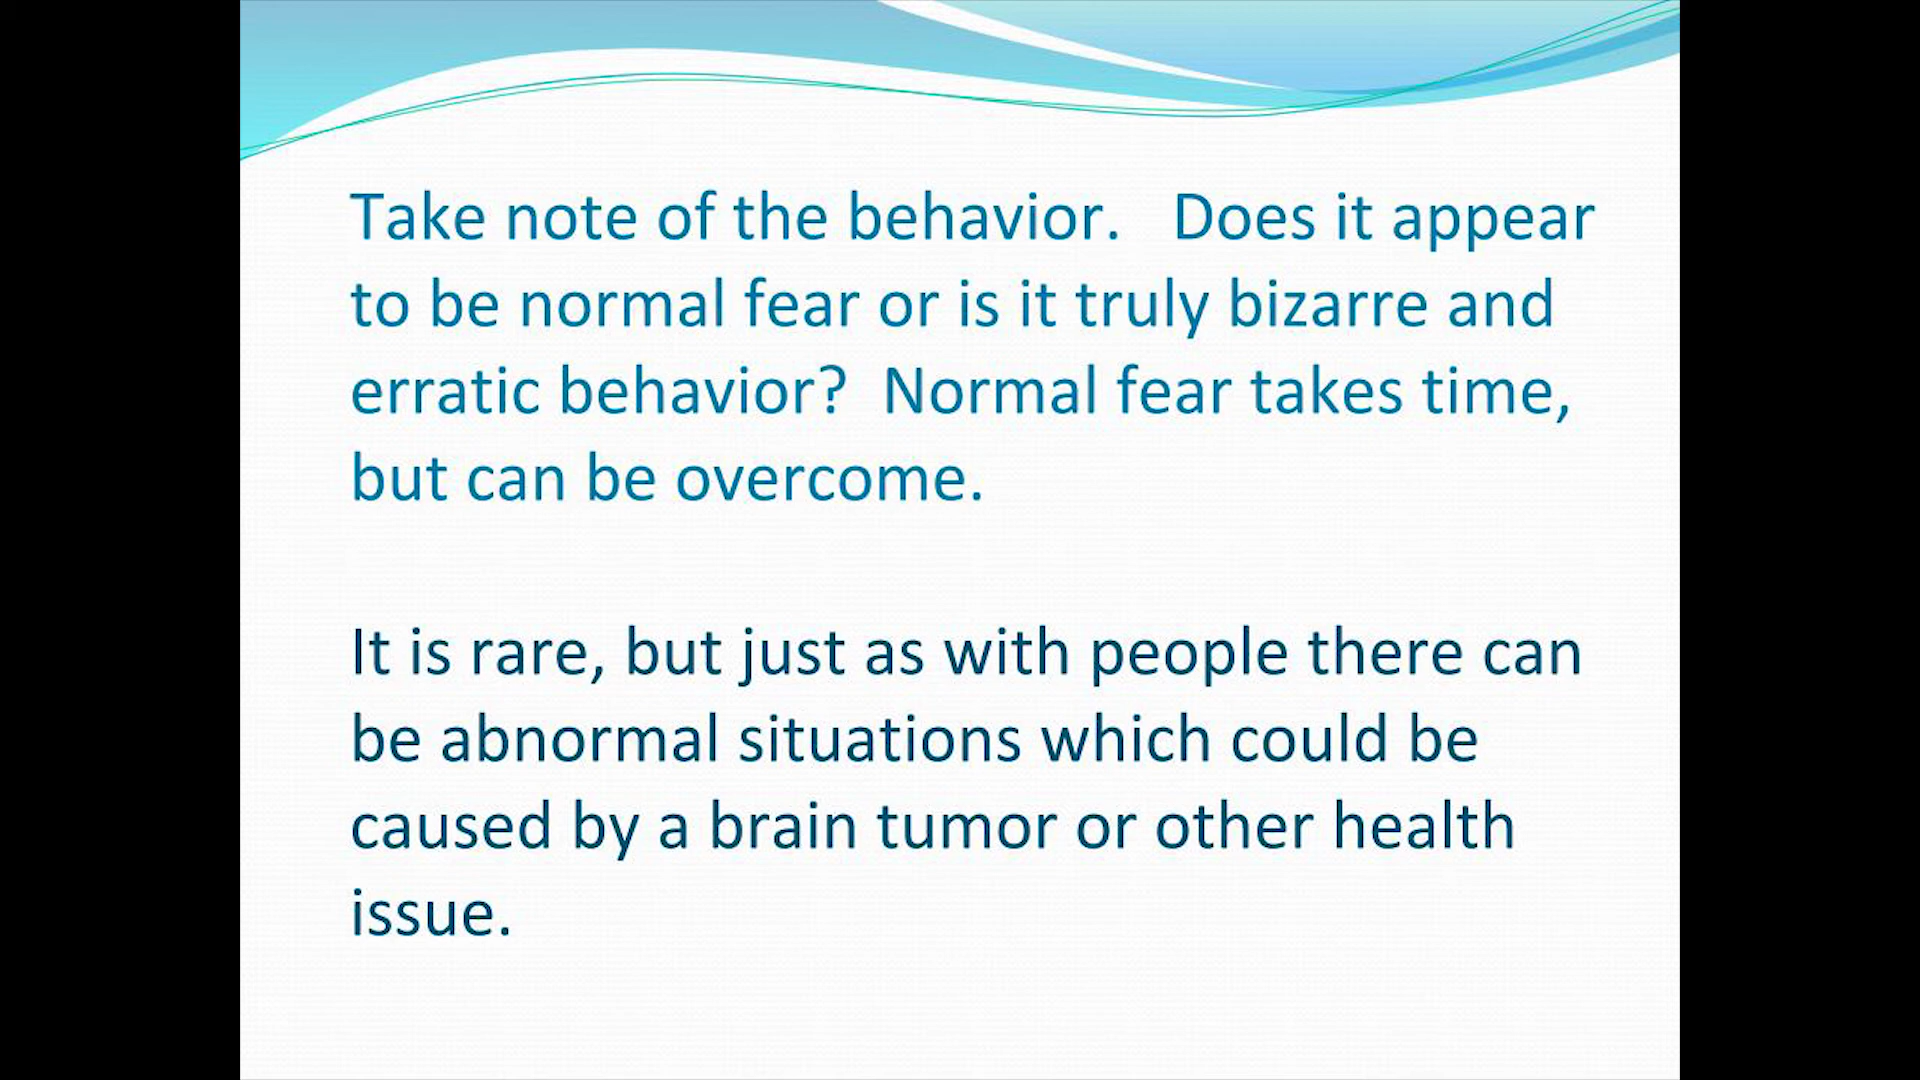 Take note of the behavior.   Does it appear
to be normal fear or is it truly bizarre and
erratic behavior?  Normal fear takes time,
but can be overcome.
It is rare, but just as with people there can
be abnormal situations which could be
caused by a brain tumor or other health
issue.